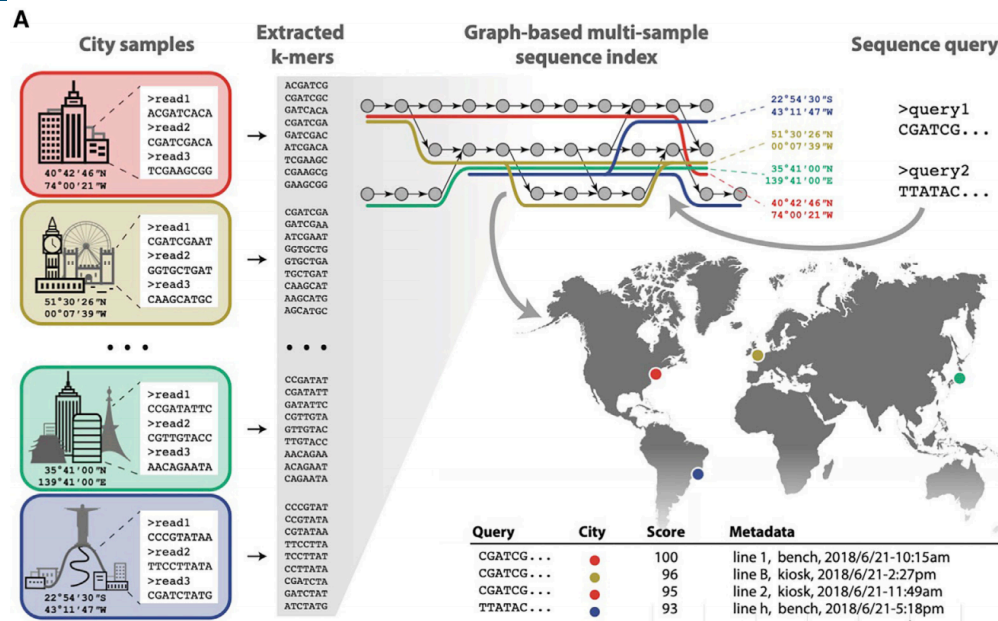 A
City samples
Extracted
k-mers
Graph-based multi-sample
sequence index
Sequence query
>read1
ACGATCACA
>read2
CGATCGACA
>read3
TCGAAGCGG
40°42'46"N
74°00'21"W
>read1
CGATCGAAT
>read2
GGTGCTGAT
>read3
CAAGCATGC
51°30'26"N
00°07'39"W
• • •
>read1
CCGATATTC
>read2
CGTTGTACC
>read3
AACAGAATA
35°41'00"N
139°41'00"E
>read1
CCCGTATAA
>read2
TTCCTTATA
>read3
CGATCTATG
22°54'30"S
43°11'47"W
ACGATCG
CGATCGC
GATCACA
CGATCGA
GATCGAC
ATCGACA
TCGAAGC
CGAAGCG
GAAGCGG
CGATCGA
GATCGAA
ATCGAAT
GGTGCTG
GTGCTGA
TGCTGAT
CAAGCAT
AAGCATG
AGCATGC
• • •
CCGATAT
CGATATT
GATATTC
CGTTGTA
GTTGTAC
TTGTACC
AACAGAA
ACAGAAT
CAGAATA
CCCGTAT
CCGTATA
CGTATAA
TTCCTTA
TCCTTAT
CCTTATA
CGATCTA
GATCTAT
ATCTATG
22°54'30"S
43°11'47"W
51°30'26"N
00°07'39"W
35°41'00"N
139°41'00"E
40°42'46"N
74°00'21"W
>query1
CGATCG...
>query2
TTATAC...
Query City Score Metadata
CGATCG... 100 line 1, bench, 2018/6/21-10:15am
CGATCG... 96 line B, kiosk, 2018/6/21-2:27pm
CGATCG... 95 line 2, kiosk, 2018/6/21-11:49am
TTATAC... 93 line h, bench, 2018/6/21-5:18pm